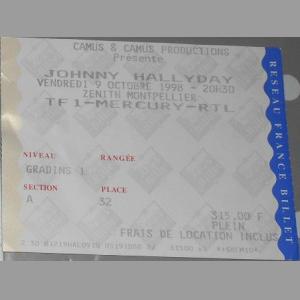 CAMUS & CAMUS PRODUCTIONS
Présente
JOHNNY HALLYDAY
VENDREDI 9 OCTOBRE 1998 - 20H30
ZENITH MONTPELLIER
TF1-MERCURY-RTL
NIVEAU RANGÉE
GRADINS 1
SECTION PLACE
A 32
315.00 F
PLEIN
FRAIS DE LOCATION INCLUS
RESEAU FRANCE BILLET